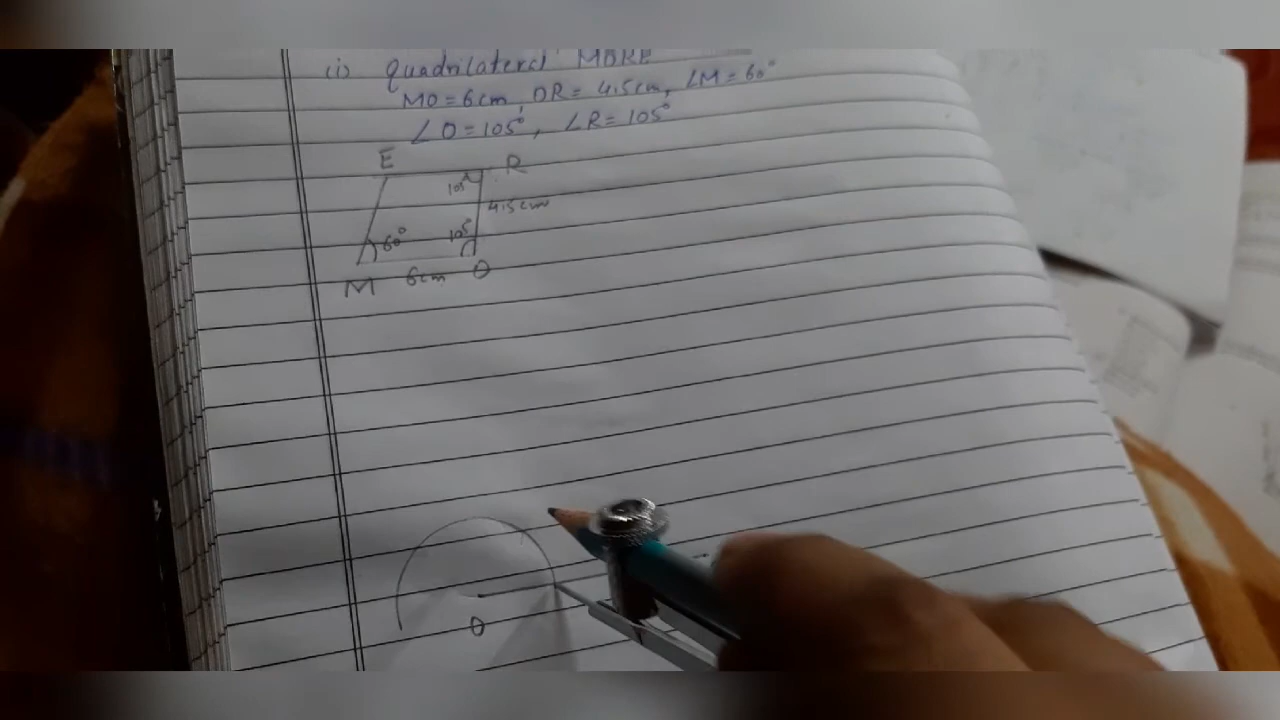 (i) Quadrilateral MORE
MO = 6cm, OR = 4.5cm, ∠M = 60°
∠O = 105°, ∠R = 105°
E R
105°
4.5cm
60° 105°
M 6cm O
O